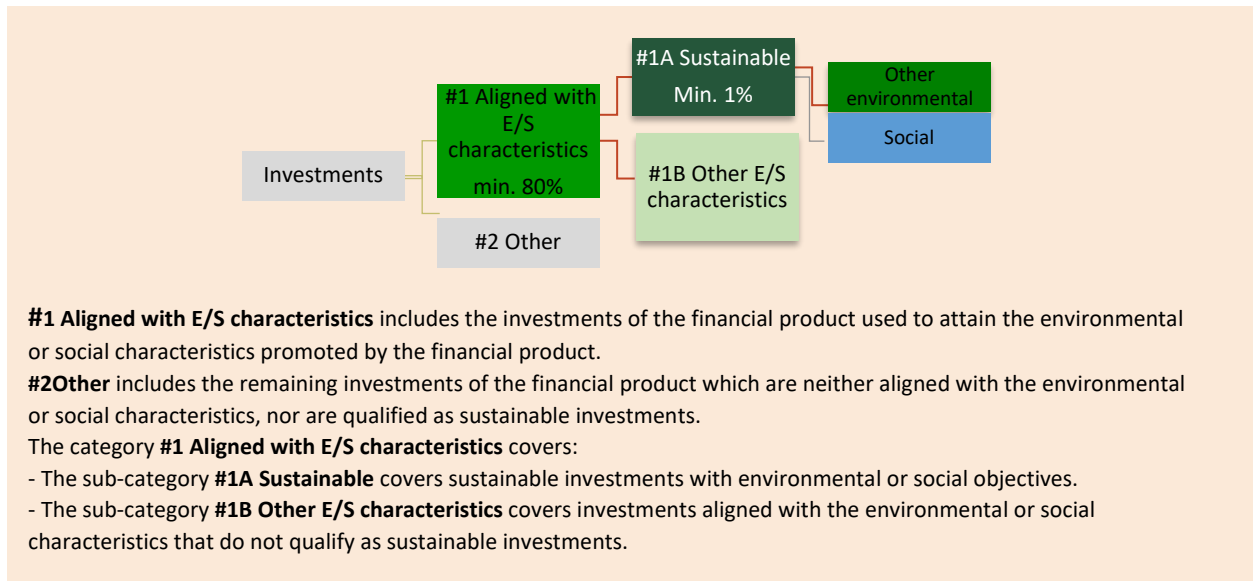 #1A Sustainable
Min. 1%
Other
environmental
Social
#1 Aligned with
E/S
characteristics
min. 80%
Investments
#1B Other E/S
characteristics
#2 Other
#1 Aligned with E/S characteristics includes the investments of the financial product used to attain the environmental
or social characteristics promoted by the financial product.
#2Other includes the remaining investments of the financial product which are neither aligned with the environmental
or social characteristics, nor are qualified as sustainable investments.
The category #1 Aligned with E/S characteristics covers:
- The sub-category #1A Sustainable covers sustainable investments with environmental or social objectives.
- The sub-category #1B Other E/S characteristics covers investments aligned with the environmental or social
characteristics that do not qualify as sustainable investments.